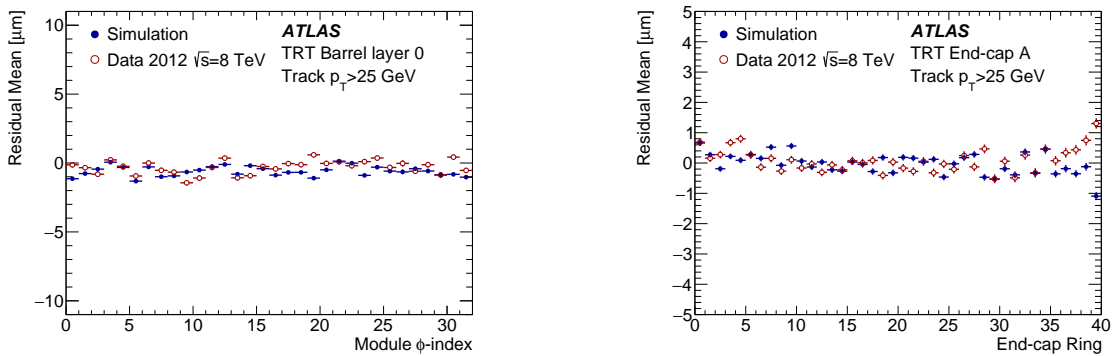 Residual Mean [μm]
10
5
0
−5
−10
Simulation
Data 2012 √s=8 TeV
ATLAS
TRT Barrel layer 0
Track pT>25 GeV
0 5 10 15 20 25 30
Module ϕ-index
Residual Mean [μm]
5
4
3
2
1
0
−1
−2
−3
−4
−5
Simulation
Data 2012 √s=8 TeV
ATLAS
TRT End-cap A
Track pT>25 GeV
0 5 10 15 20 25 30 35 40
End-cap Ring